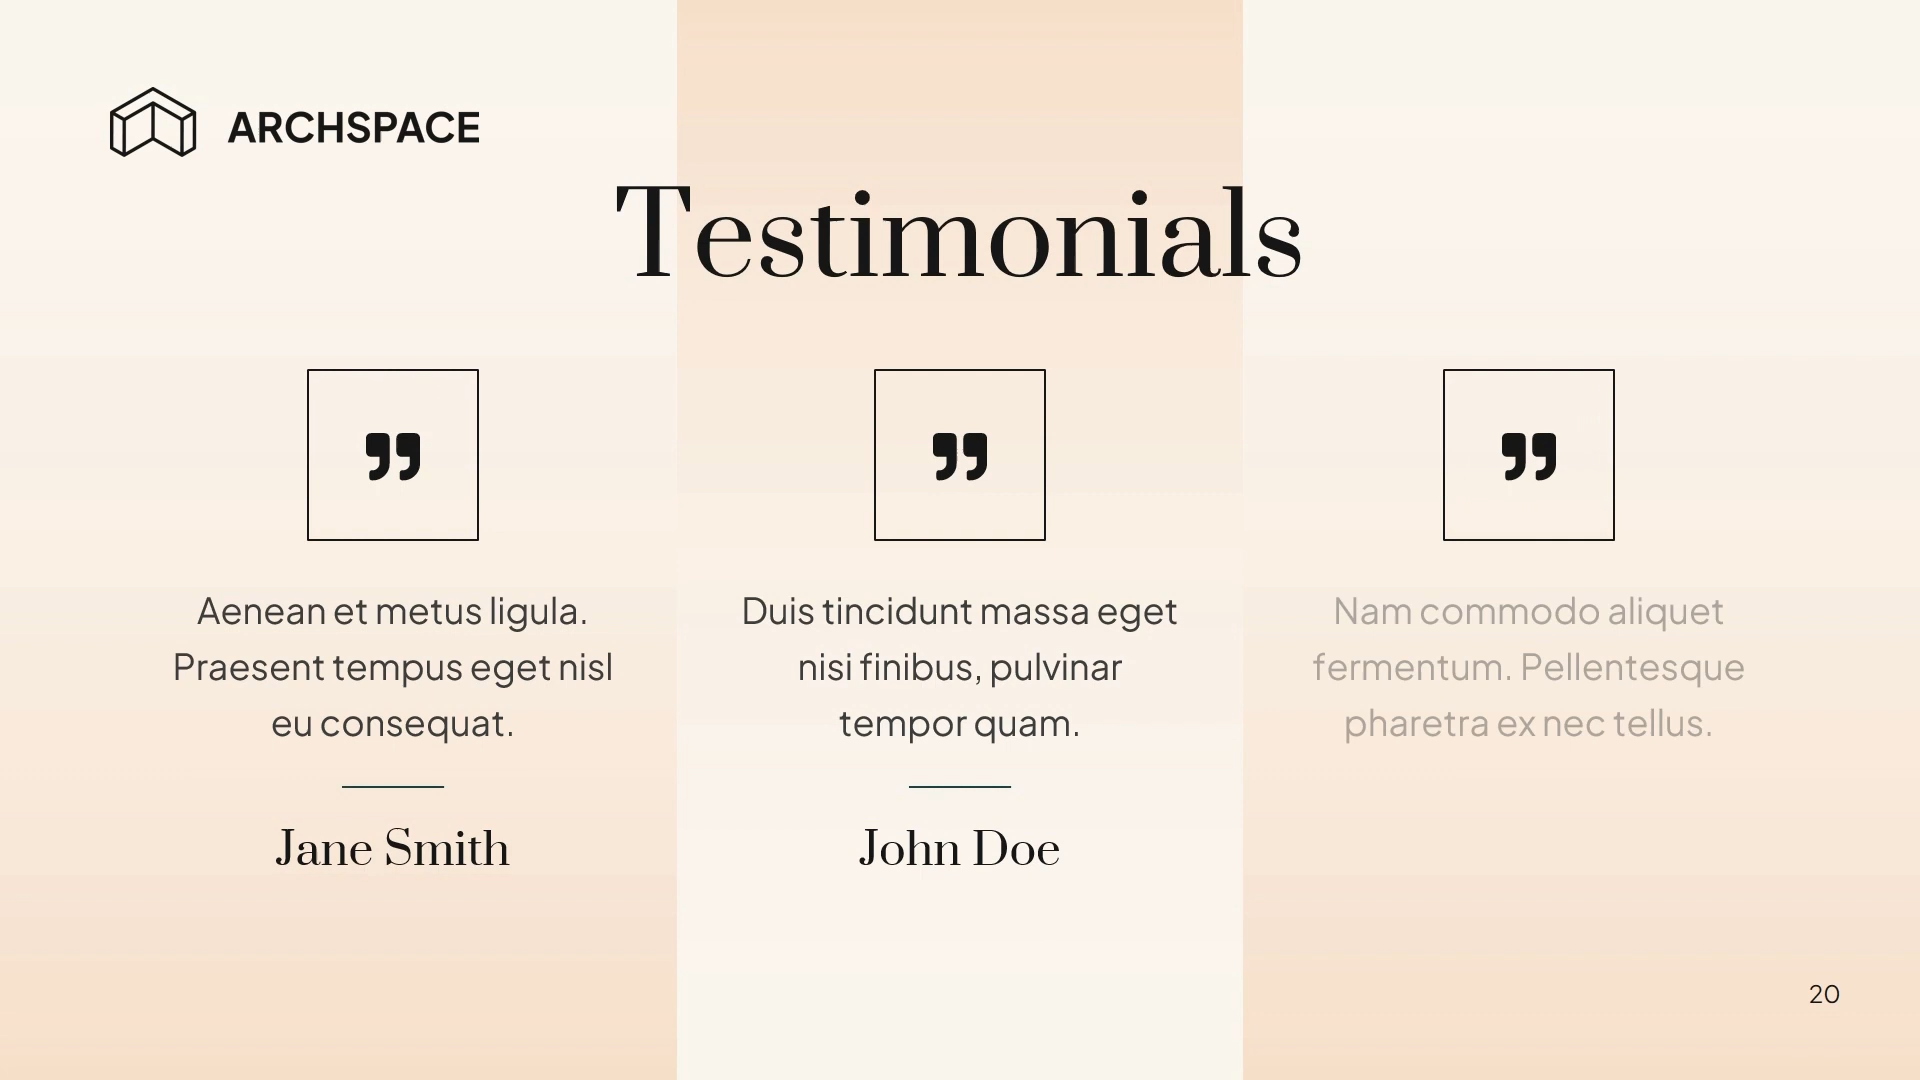 ARCHSPACE
Testimonials
Aenean et metus ligula.
Praesent tempus eget nisl
eu consequat.
Jane Smith
Duis tincidunt massa eget
nisi finibus, pulvinar
tempor quam.
John Doe
Nam commodo aliquet
fermentum. Pellentesque
pharetra ex nec tellus.
20